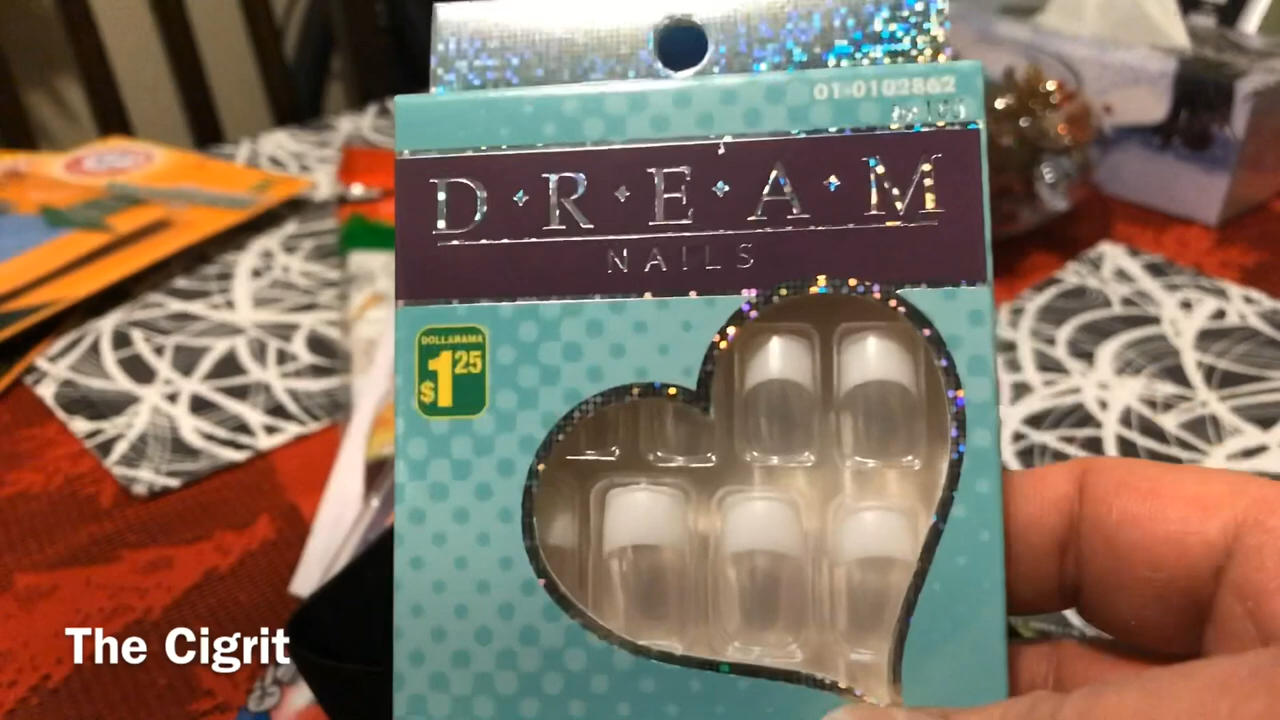 01-0102862
D·R·E·A·M
NAILS
DOLLARAMA
$1.25
The Cigrit